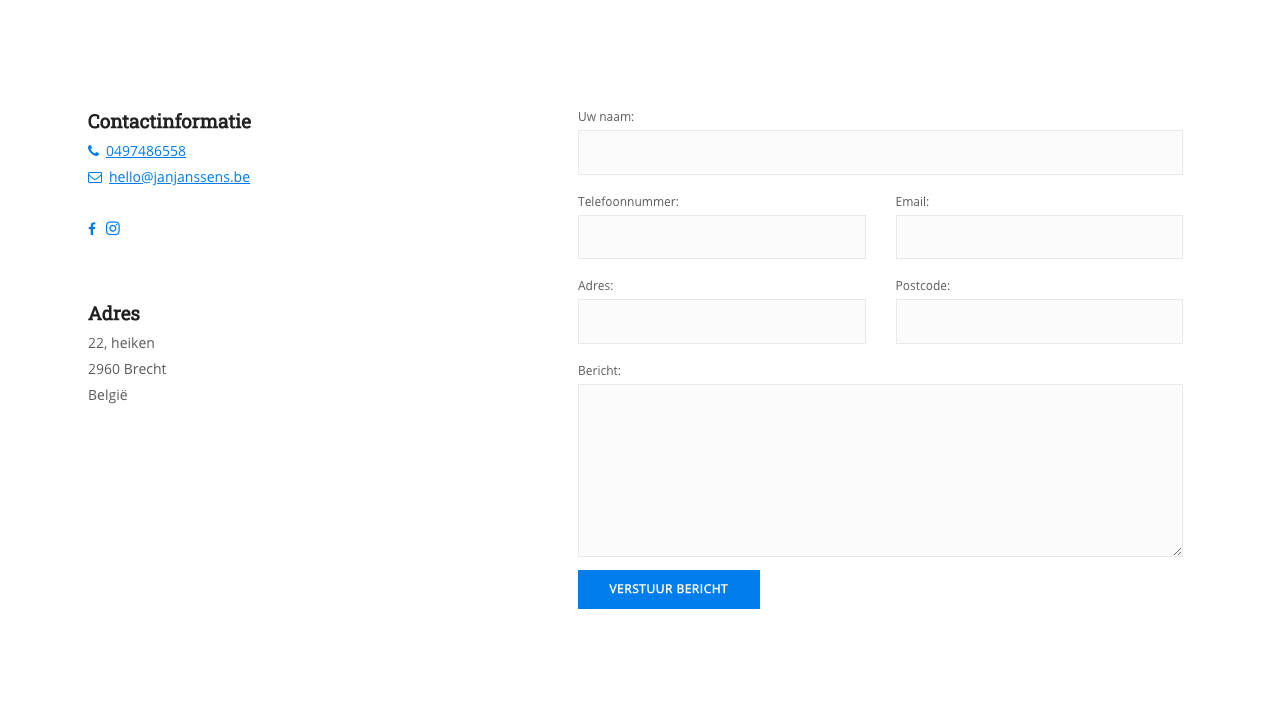 Contactinformatie
0497486558
hello@janjanssens.be
Adres
22, heiken
2960 Brecht
België
Uw naam:
Telefoonnummer:
Email:
Adres:
Postcode:
Bericht:
VERSTUUR BERICHT